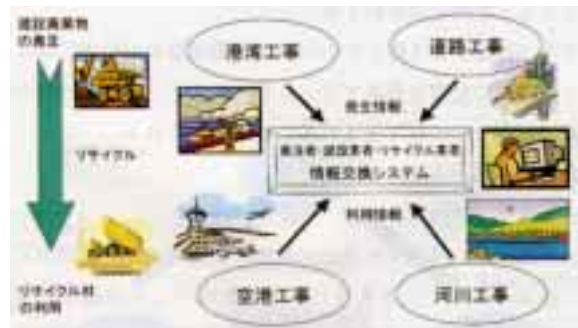 建設廃棄物
の発生
港湾工事
道路工事
発生情報
リサイクル
発注者・建設業者・リサイクル業者
情報交換システム
利用情報
リサイクル材
の利用
空港工事
河川工事